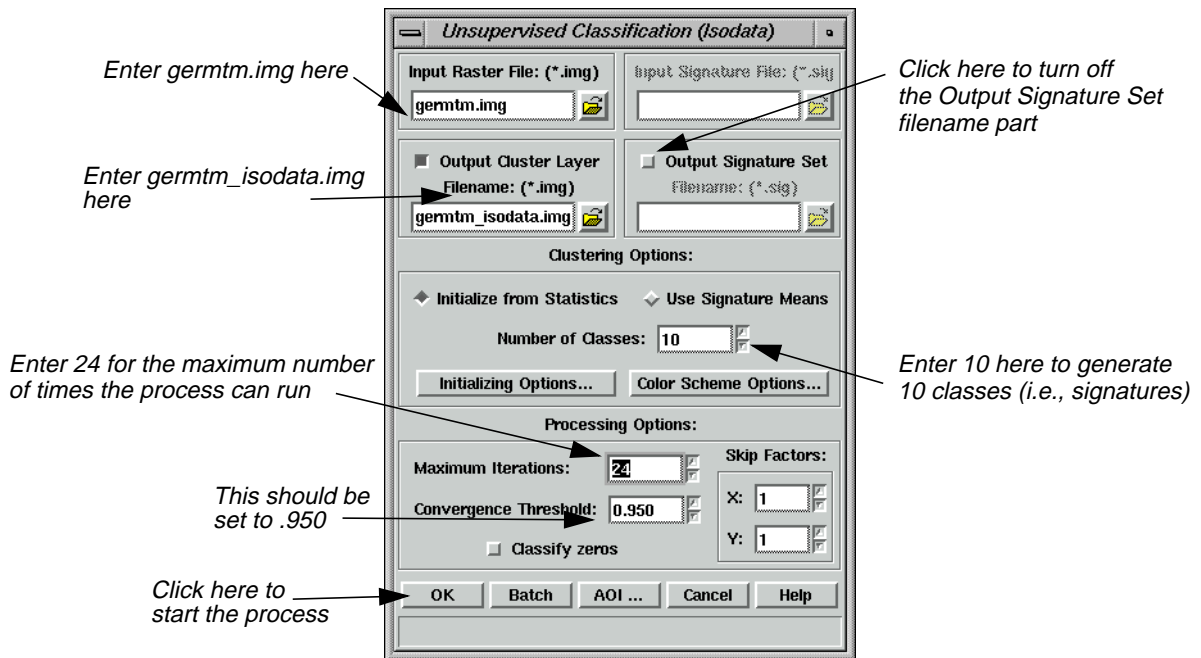 Unsupervised Classification (Isodata)
Enter germtm.img here
Input Raster File: (*.img)
Input Signature File: (*.sig
germtm.img
Click here to turn off
the Output Signature Set
filename part
Output Cluster Layer
Output Signature Set
Enter germtm_isodata.img
here
Filename: (*.img)
Filename: (*.sig)
germtm_isodata.img
Clustering Options:
Initialize from Statistics
Use Signature Means
Number of Classes: 10
Enter 24 for the maximum number
of times the process can run
Enter 10 here to generate
10 classes (i.e., signatures)
Initializing Options...
Color Scheme Options...
Processing Options:
Maximum Iterations: 24
Skip Factors:
This should be
set to .950
Convergence Threshold: 0.950
X: 1
Y: 1
Classify zeros
Click here to
start the process
OK Batch AOI ... Cancel Help